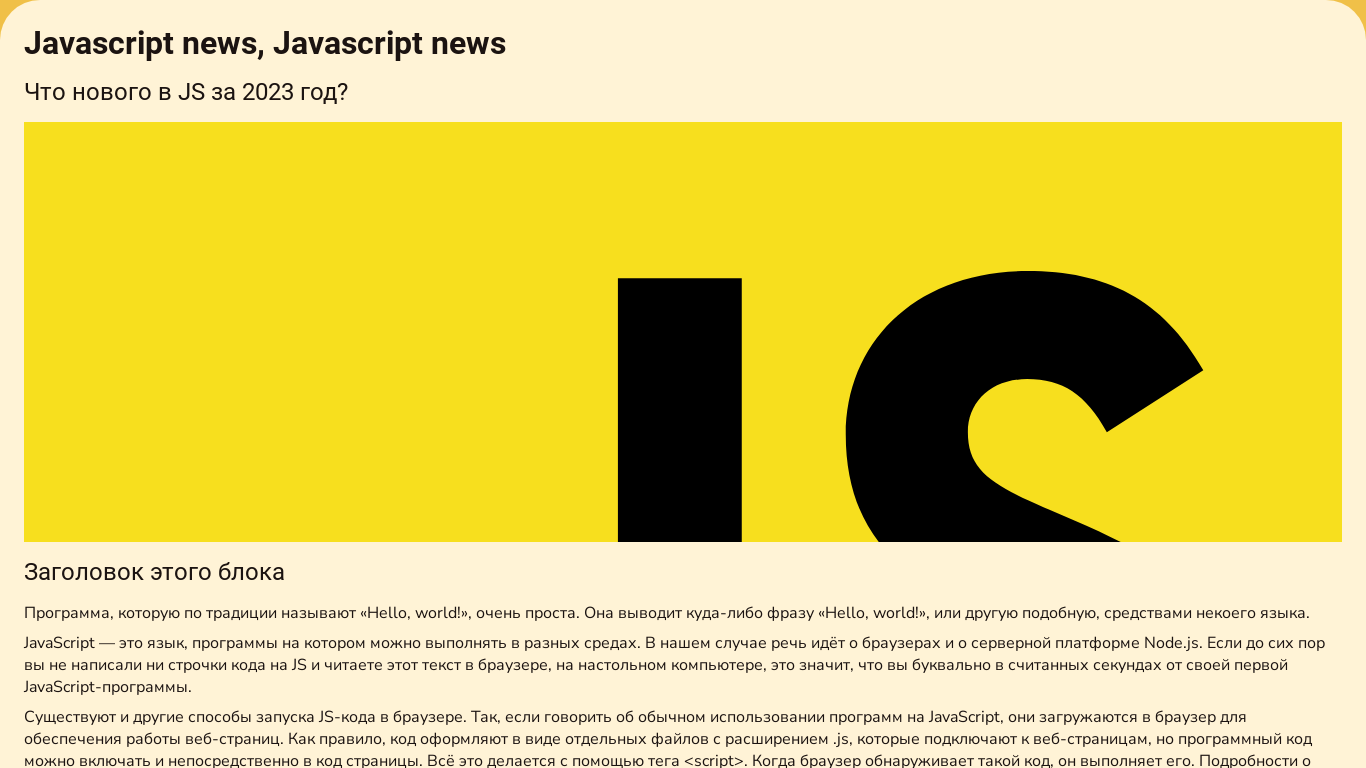 Javascript news, Javascript news
Что нового в JS за 2023 год?
JS
Заголовок этого блока
Программа, которую по традиции называют «Hello, world!», очень проста. Она выводит куда-либо фразу «Hello, world!», или другую подобную, средствами некоего языка.
JavaScript — это язык, программы на котором можно выполнять в разных средах. В нашем случае речь идёт о браузерах и о серверной платформе Node.js. Если до сих пор
вы не написали ни строчки кода на JS и читаете этот текст в браузере, на настольном компьютере, это значит, что вы буквально в считанных секундах от своей первой
JavaScript-программы.
Существуют и другие способы запуска JS-кода в браузере. Так, если говорить об обычном использовании программ на JavaScript, они загружаются в браузер для
обеспечения работы веб-страниц. Как правило, код оформляют в виде отдельных файлов с расширением .js, которые подключают к веб-страницам, но программный код
можно включать и непосредственно в код страницы. Всё это делается с помощью тега <script>. Когда браузер обнаруживает такой код, он выполняет его. Подробности о